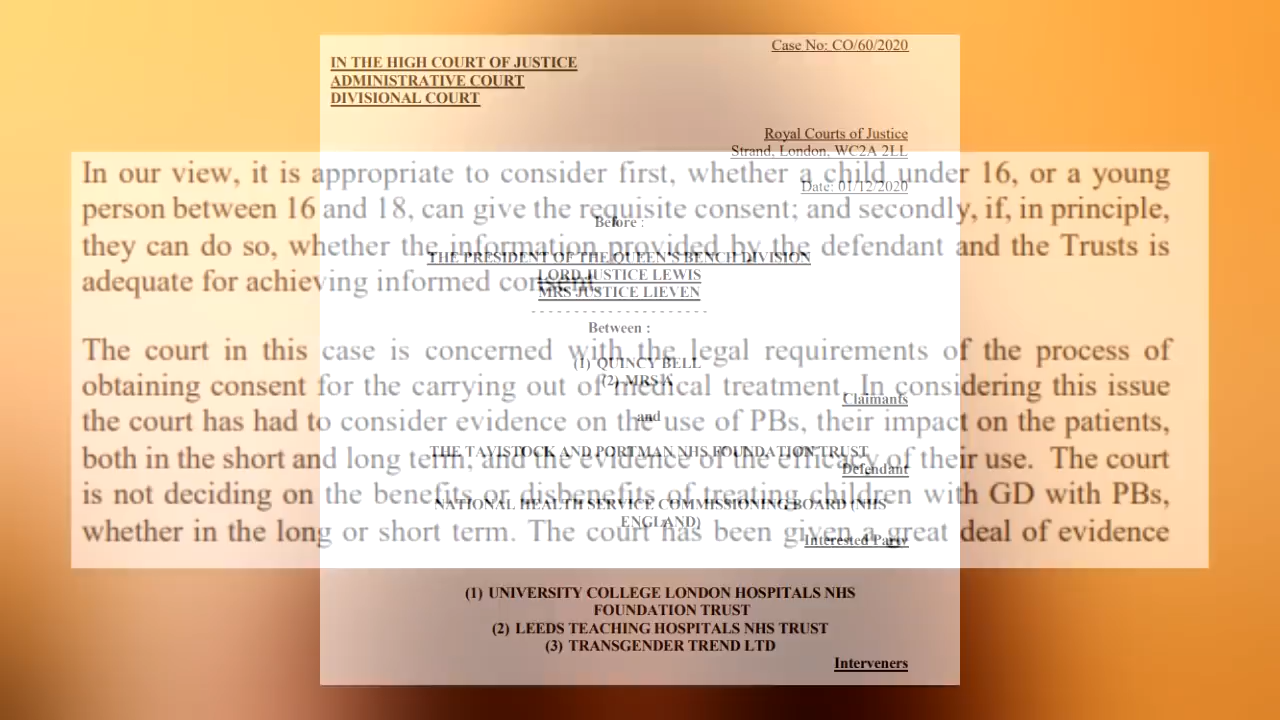 Case No: CO/60/2020
IN THE HIGH COURT OF JUSTICE
ADMINISTRATIVE COURT
DIVISIONAL COURT
Royal Courts of Justice
Strand, London, WC2A 2LL
Date: 01/12/2020
Before :
THE PRESIDENT OF THE QUEEN'S BENCH DIVISION
LORD JUSTICE LEWIS
MRS JUSTICE LIEVEN
- - - - - - - - - - - - - - - - - - - - -
Between :
(1) QUINCY BELL
(2) MRS A
Claimants
and
THE TAVISTOCK AND PORTMAN NHS FOUNDATION TRUST
Defendant
NATIONAL HEALTH SERVICE COMMISSIONING BOARD (NHS
ENGLAND)
Interested Party
(1) UNIVERSITY COLLEGE LONDON HOSPITALS NHS
FOUNDATION TRUST
(2) LEEDS TEACHING HOSPITALS NHS TRUST
(3) TRANSGENDER TREND LTD
Interveners
In our view, it is appropriate to consider first, whether a child under 16, or a young
person between 16 and 18, can give the requisite consent; and secondly, if, in principle,
they can do so, whether the information provided by the defendant and the Trusts is
adequate for achieving informed consent.
The court in this case is concerned with the legal requirements of the process of
obtaining consent for the carrying out of medical treatment. In considering this issue
the court has had to consider evidence on the use of PBs, their impact on the patients,
both in the short and long term, and the evidence of the efficacy of their use. The court
is not deciding on the benefits or disbenefits of treating children with GD with PBs,
whether in the long or short term. The court has been given a great deal of evidence